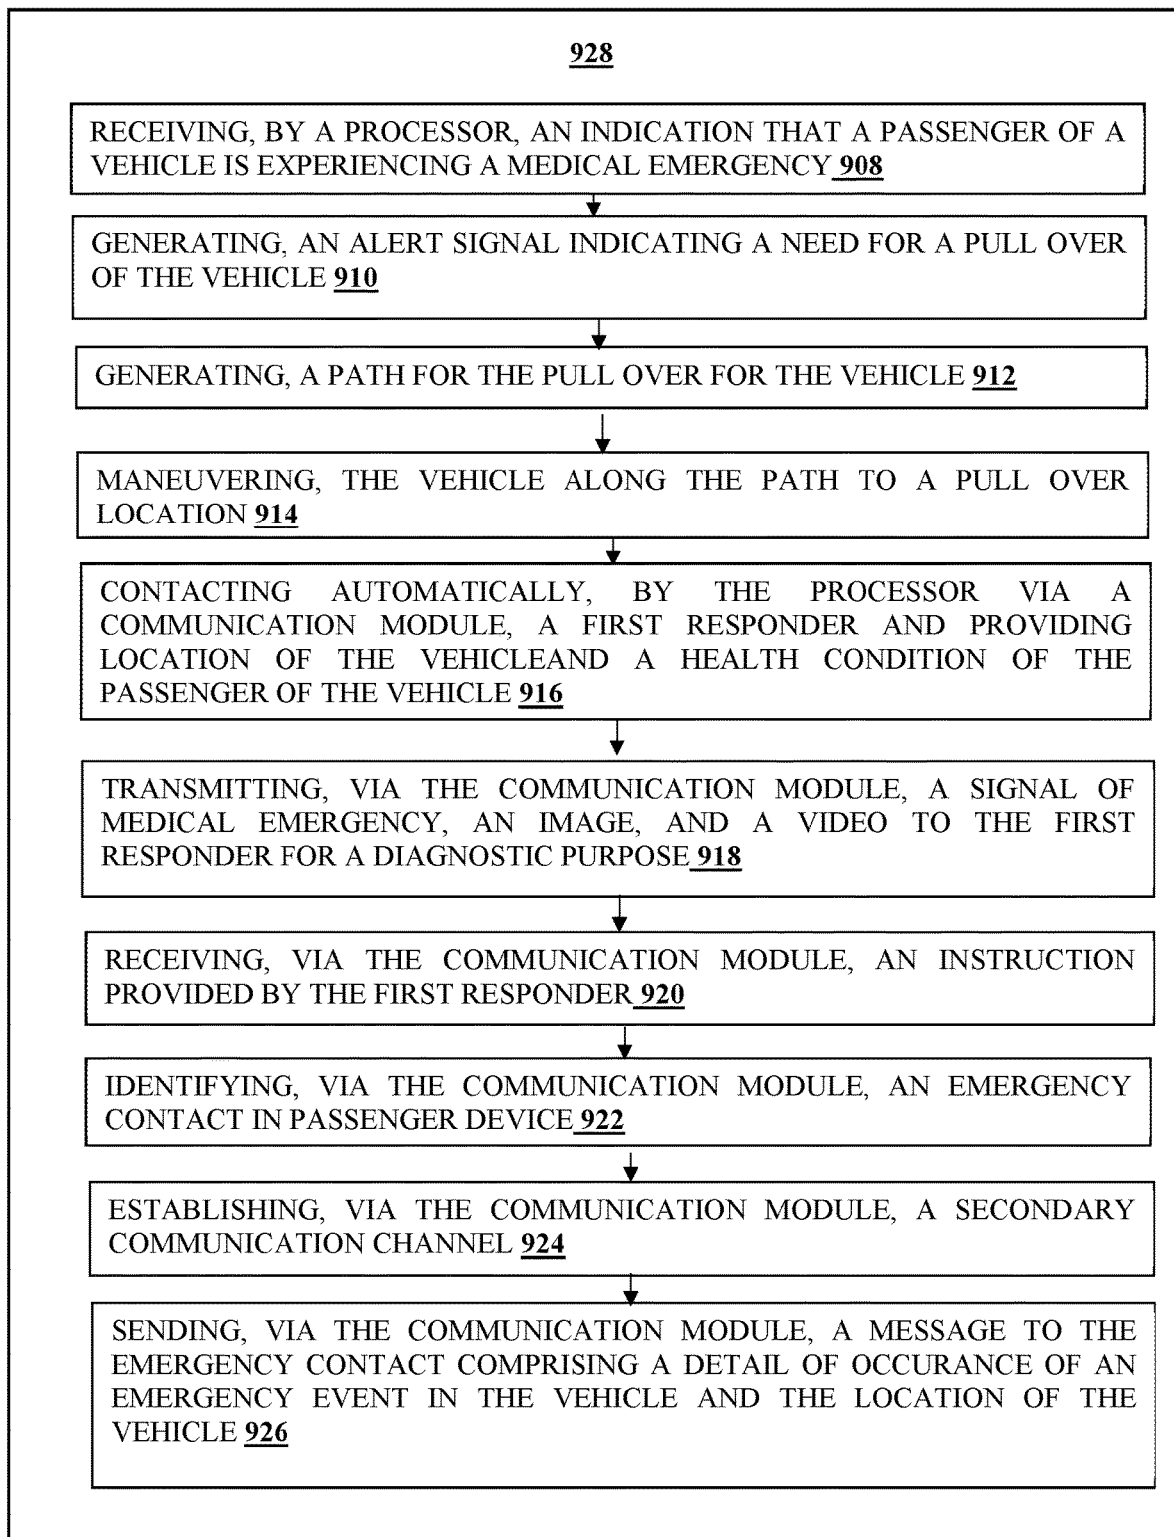 928
RECEIVING, BY A PROCESSOR, AN INDICATION THAT A PASSENGER OF A
VEHICLE IS EXPERIENCING A MEDICAL EMERGENCY 908
GENERATING, AN ALERT SIGNAL INDICATING A NEED FOR A PULL OVER
OF THE VEHICLE 910
GENERATING, A PATH FOR THE PULL OVER FOR THE VEHICLE 912
MANEUVERING, THE VEHICLE ALONG THE PATH TO A PULL OVER
LOCATION 914
CONTACTING AUTOMATICALLY, BY THE PROCESSOR VIA A
COMMUNICATION MODULE, A FIRST RESPONDER AND PROVIDING
LOCATION OF THE VEHICLEAND A HEALTH CONDITION OF THE
PASSENGER OF THE VEHICLE 916
TRANSMITTING, VIA THE COMMUNICATION MODULE, A SIGNAL OF
MEDICAL EMERGENCY, AN IMAGE, AND A VIDEO TO THE FIRST
RESPONDER FOR A DIAGNOSTIC PURPOSE 918
RECEIVING, VIA THE COMMUNICATION MODULE, AN INSTRUCTION
PROVIDED BY THE FIRST RESPONDER 920
IDENTIFYING, VIA THE COMMUNICATION MODULE, AN EMERGENCY
CONTACT IN PASSENGER DEVICE 922
ESTABLISHING, VIA THE COMMUNICATION MODULE, A SECONDARY
COMMUNICATION CHANNEL 924
SENDING, VIA THE COMMUNICATION MODULE, A MESSAGE TO THE
EMERGENCY CONTACT COMPRISING A DETAIL OF OCCURANCE OF AN
EMERGENCY EVENT IN THE VEHICLE AND THE LOCATION OF THE
VEHICLE 926